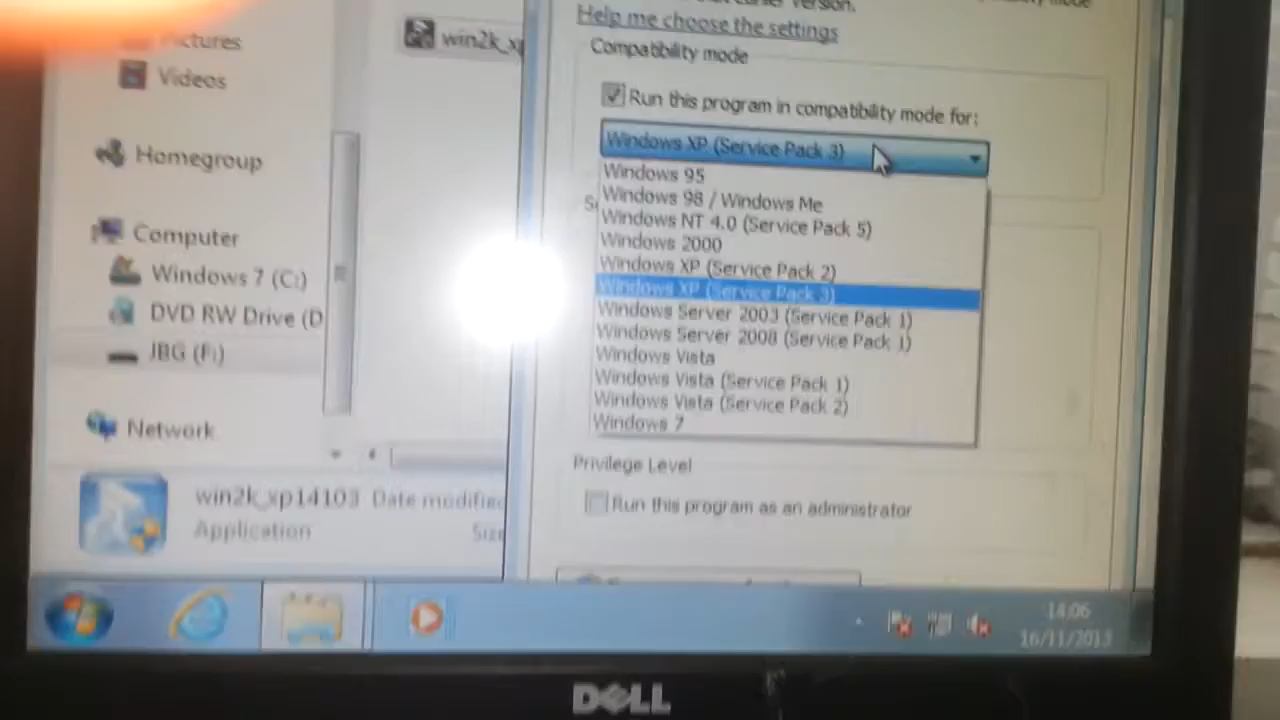 Help me choose the settings
Compatibility mode
Run this program in compatibility mode for:
Windows XP (Service Pack 3)
Windows 95
Windows 98 / Windows Me
Windows NT 4.0 (Service Pack 5)
Windows 2000
Windows XP (Service Pack 2)
Windows XP (Service Pack 3)
Windows Server 2003 (Service Pack 1)
Windows Server 2008 (Service Pack 1)
Windows Vista
Windows Vista (Service Pack 1)
Windows Vista (Service Pack 2)
Windows 7
Privilege Level
Run this program as an administrator
win2k_xp
Pictures
Videos
Homegroup
Computer
Windows 7 (C:)
DVD RW Drive (D
JBG (F:)
Network
win2k_xp14103 Date modified
Application Size
14:06
16/11/2013
DELL